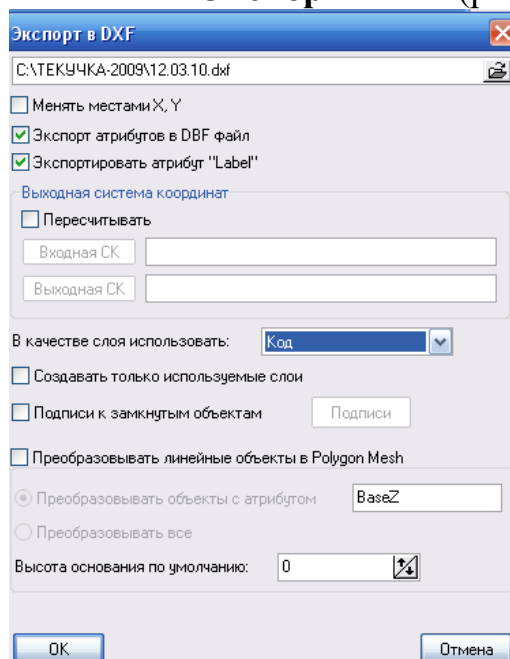 Экспорт в DXF
C:\ТЕКУЧКА-2009\12.03.10.dxf
Менять местами X, Y
Экспорт атрибутов в DBF файл
Экспортировать атрибут "Label"
Выходная система координат
Пересчитывать
Входная СК
Выходная СК
В качестве слоя использовать: Код
Создавать только используемые слои
Подписи к замкнутым объектам Подписи
Преобразовывать линейные объекты в Polygon Mesh
Преобразовывать объекты с атрибутом BaseZ
Преобразовывать все
Высота основания по умолчанию: 0
OK Отмена